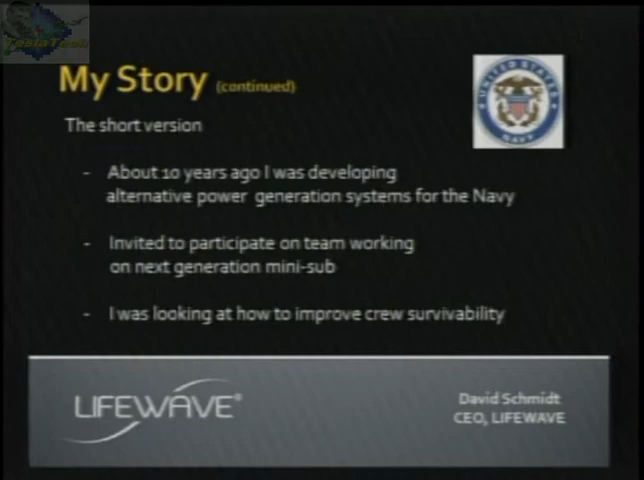 TeslaTech
My Story (continued)
UNITED STATES
NAVY
The short version
- About 10 years ago I was developing
alternative power generation systems for the Navy
- Invited to participate on team working
on next generation mini-sub
- I was looking at how to improve crew survivability
LIFEWAVE®
David Schmidt
CEO, LIFEWAVE